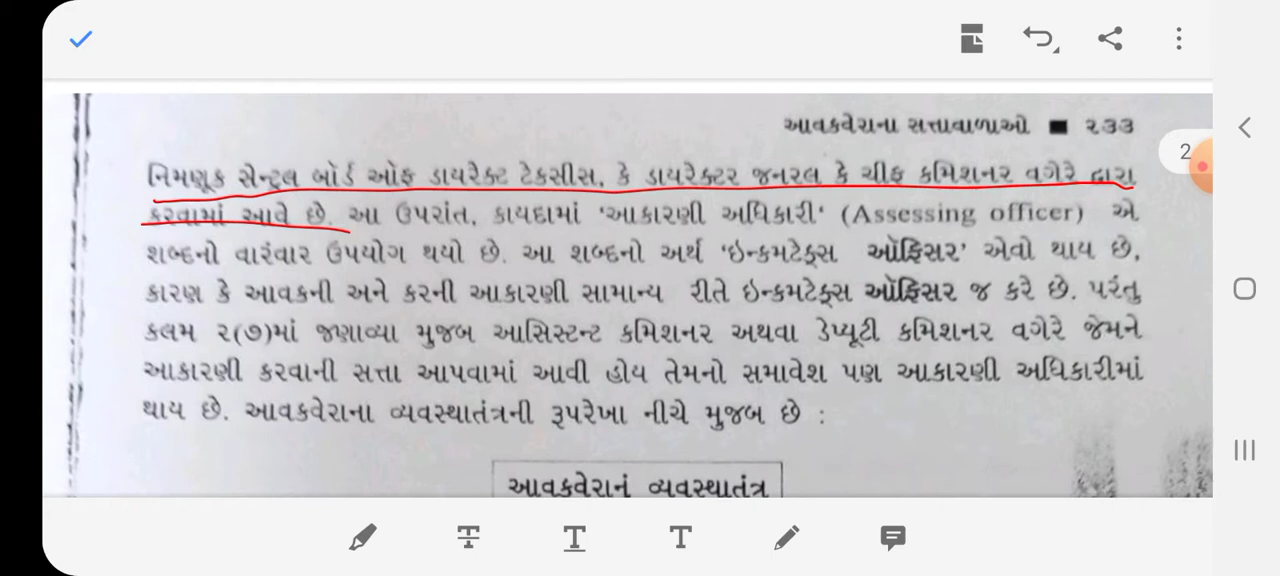 આવકવેરાના સત્તાવાળાઓ ■ ૨૩૩
2
નિમણૂક સેન્ટ્રલ બૉર્ડ ઑફ ડાયરેક્ટ ટેકસીસ, કે ડાયરેક્ટર જનરલ કે ચીફ કમિશનર વગેરે દ્વારા
કરવામાં આવે છે. આ ઉપરાંત, કાયદામાં 'આકારણી અધિકારી' (Assessing officer) એ
શબ્દનો વારંવાર ઉપયોગ થયો છે. આ શબ્દનો અર્થ 'ઇન્કમટેક્સ ઑફિસર' એવો થાય છે,
કારણ કે આવકની અને કરની આકારણી સામાન્ય રીતે ઇન્કમટેક્સ ઑફિસર જ કરે છે. પરંતુ
કલમ ૨(૭)માં જણાવ્યા મુજબ આસિસ્ટન્ટ કમિશનર અથવા ડેપ્યૂટી કમિશનર વગેરે જેમને
આકારણી કરવાની સત્તા આપવામાં આવી હોય તેમનો સમાવેશ પણ આકારણી અધિકારીમાં
થાય છે. આવકવેરાના વ્યવસ્થાતંત્રની રૂપરેખા નીચે મુજબ છે :
આવકવેરાનું વ્યવસ્થાતંત્ર